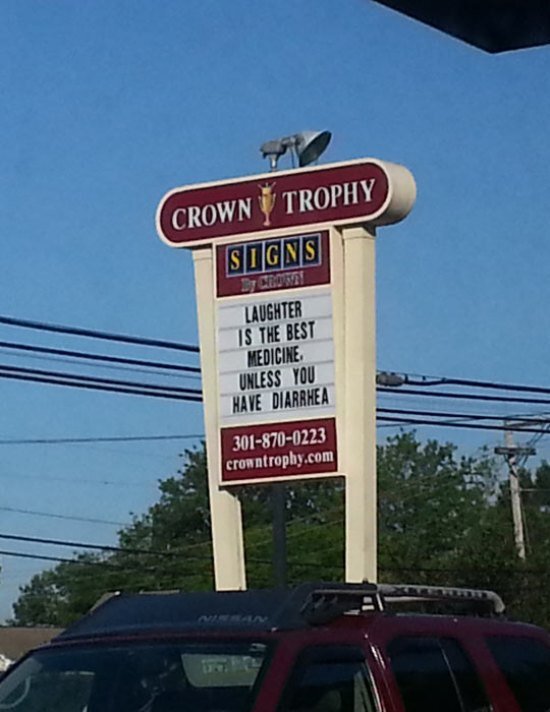 CROWN TROPHY
SIGNS
By CROWN
LAUGHTER
IS THE BEST
MEDICINE.
UNLESS YOU
HAVE DIARRHEA
301-870-0223
crowntrophy.com
NISSAN